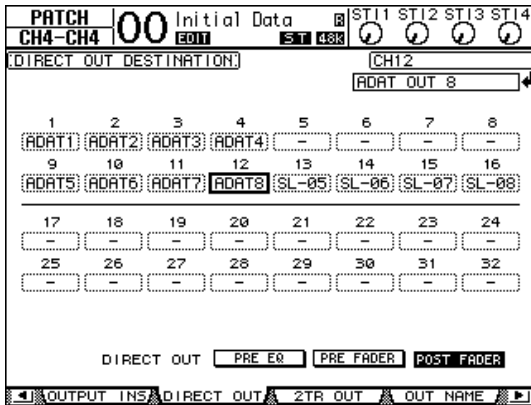 PATCH
CH4-CH4
00 Initial Data
EDIT ST 48K
STI1 STI2 STI3 STI4
DIRECT OUT DESTINATION
CH12
ADAT OUT 8
1 2 3 4 5 6 7 8
ADAT1 ADAT2 ADAT3 ADAT4 - - - -
9 10 11 12 13 14 15 16
ADAT5 ADAT6 ADAT7 ADAT8 SL-05 SL-06 SL-07 SL-08
17 18 19 20 21 22 23 24
- - - - - - - -
25 26 27 28 29 30 31 32
- - - - - - - -
DIRECT OUT PRE EQ PRE FADER POST FADER
OUTPUT INS DIRECT OUT 2TR OUT OUT NAME